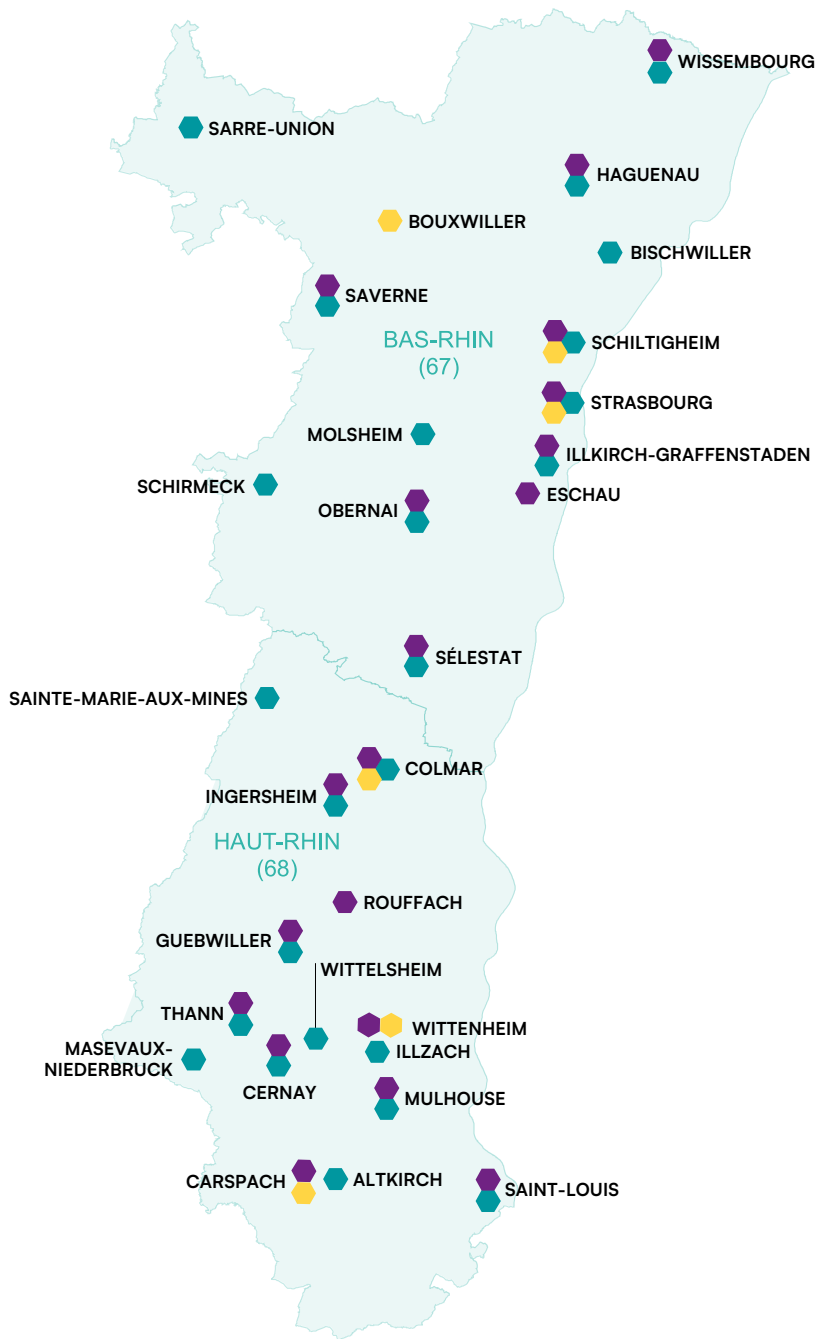 WISSEMBOURG
SARRE-UNION
HAGUENAU
BOUXWILLER
BISCHWILLER
SAVERNE
BAS-RHIN
(67)
SCHILTIGHEIM
STRASBOURG
MOLSHEIM
ILLKIRCH-GRAFFENSTADEN
SCHIRMECK
ESCHAU
OBERNAI
SÉLESTAT
SAINTE-MARIE-AUX-MINES
COLMAR
INGERSHEIM
HAUT-RHIN
(68)
ROUFFACH
GUEBWILLER
WITTELSHEIM
THANN
WITTENHEIM
MASEVAUX-
NIEDERBRUCK
ILLZACH
CERNAY
MULHOUSE
CARSPACH
ALTKIRCH
SAINT-LOUIS